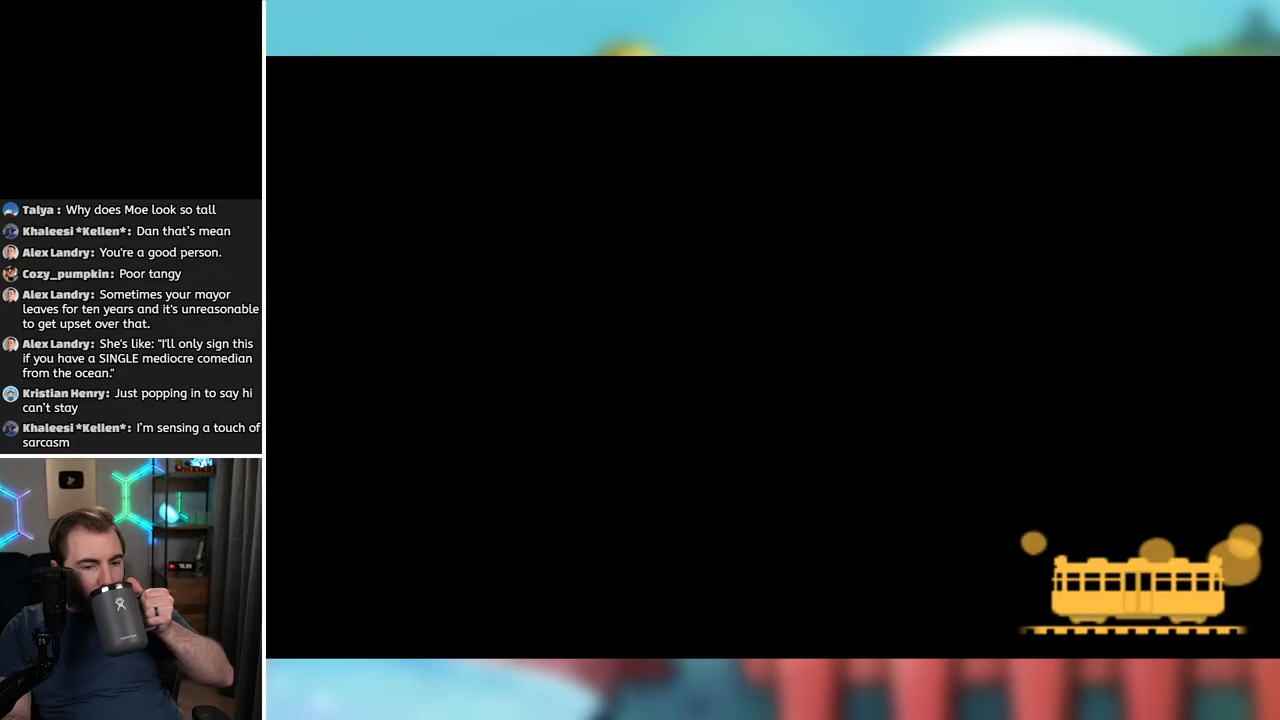 Talya : Why does Moe look so tall
Khaleesi *Kellen* : Dan that's mean
Alex Landry : You're a good person.
Cozy_pumpkin : Poor tangy
Alex Landry : Sometimes your mayor
leaves for ten years and it's unreasonable
to get upset over that.
Alex Landry : She's like: "I'll only sign this
if you have a SINGLE mediocre comedian
from the ocean."
Kristian Henry : Just popping in to say hi
can't stay
Khaleesi *Kellen* : I'm sensing a touch of
sarcasm